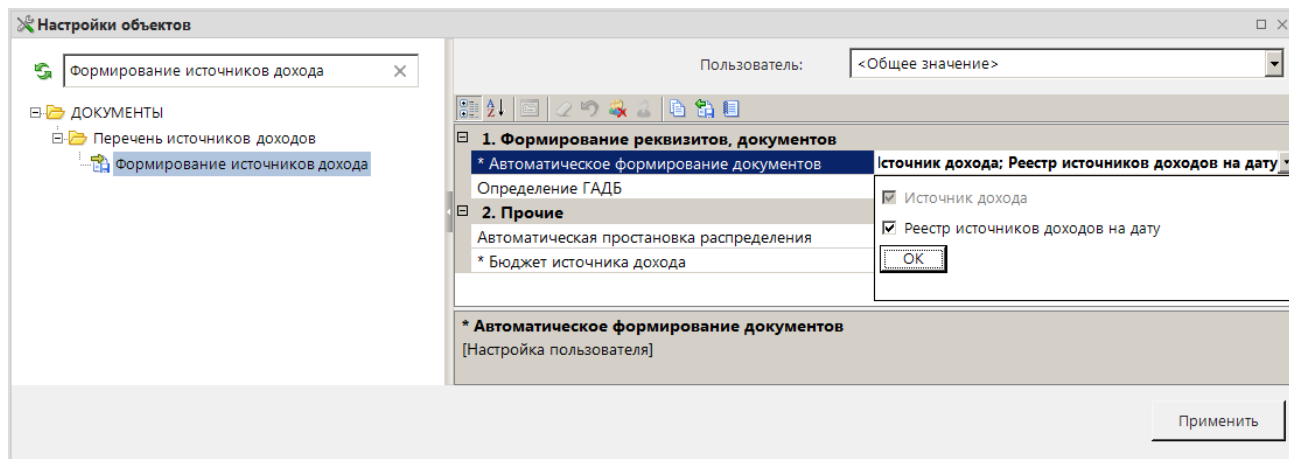 Настройки объектов
Формирование источников дохода
Пользователь:
<Общее значение>
ДОКУМЕНТЫ
Перечень источников доходов
Формирование источников дохода
1. Формирование реквизитов, документов
* Автоматическое формирование документов
Істочник дохода; Реестр источников доходов на дату
Определение ГАДБ
Источник дохода
2. Прочие
Реестр источников доходов на дату
Автоматическая простановка распределения
OK
* Бюджет источника дохода
* Автоматическое формирование документов
[Настройка пользователя]
Применить